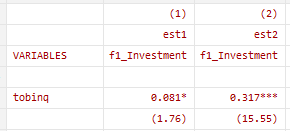 (1) (2)
est1 est2
VARIABLES f1_Investment f1_Investment
tobinq 0.081* 0.317***
(1.76) (15.55)